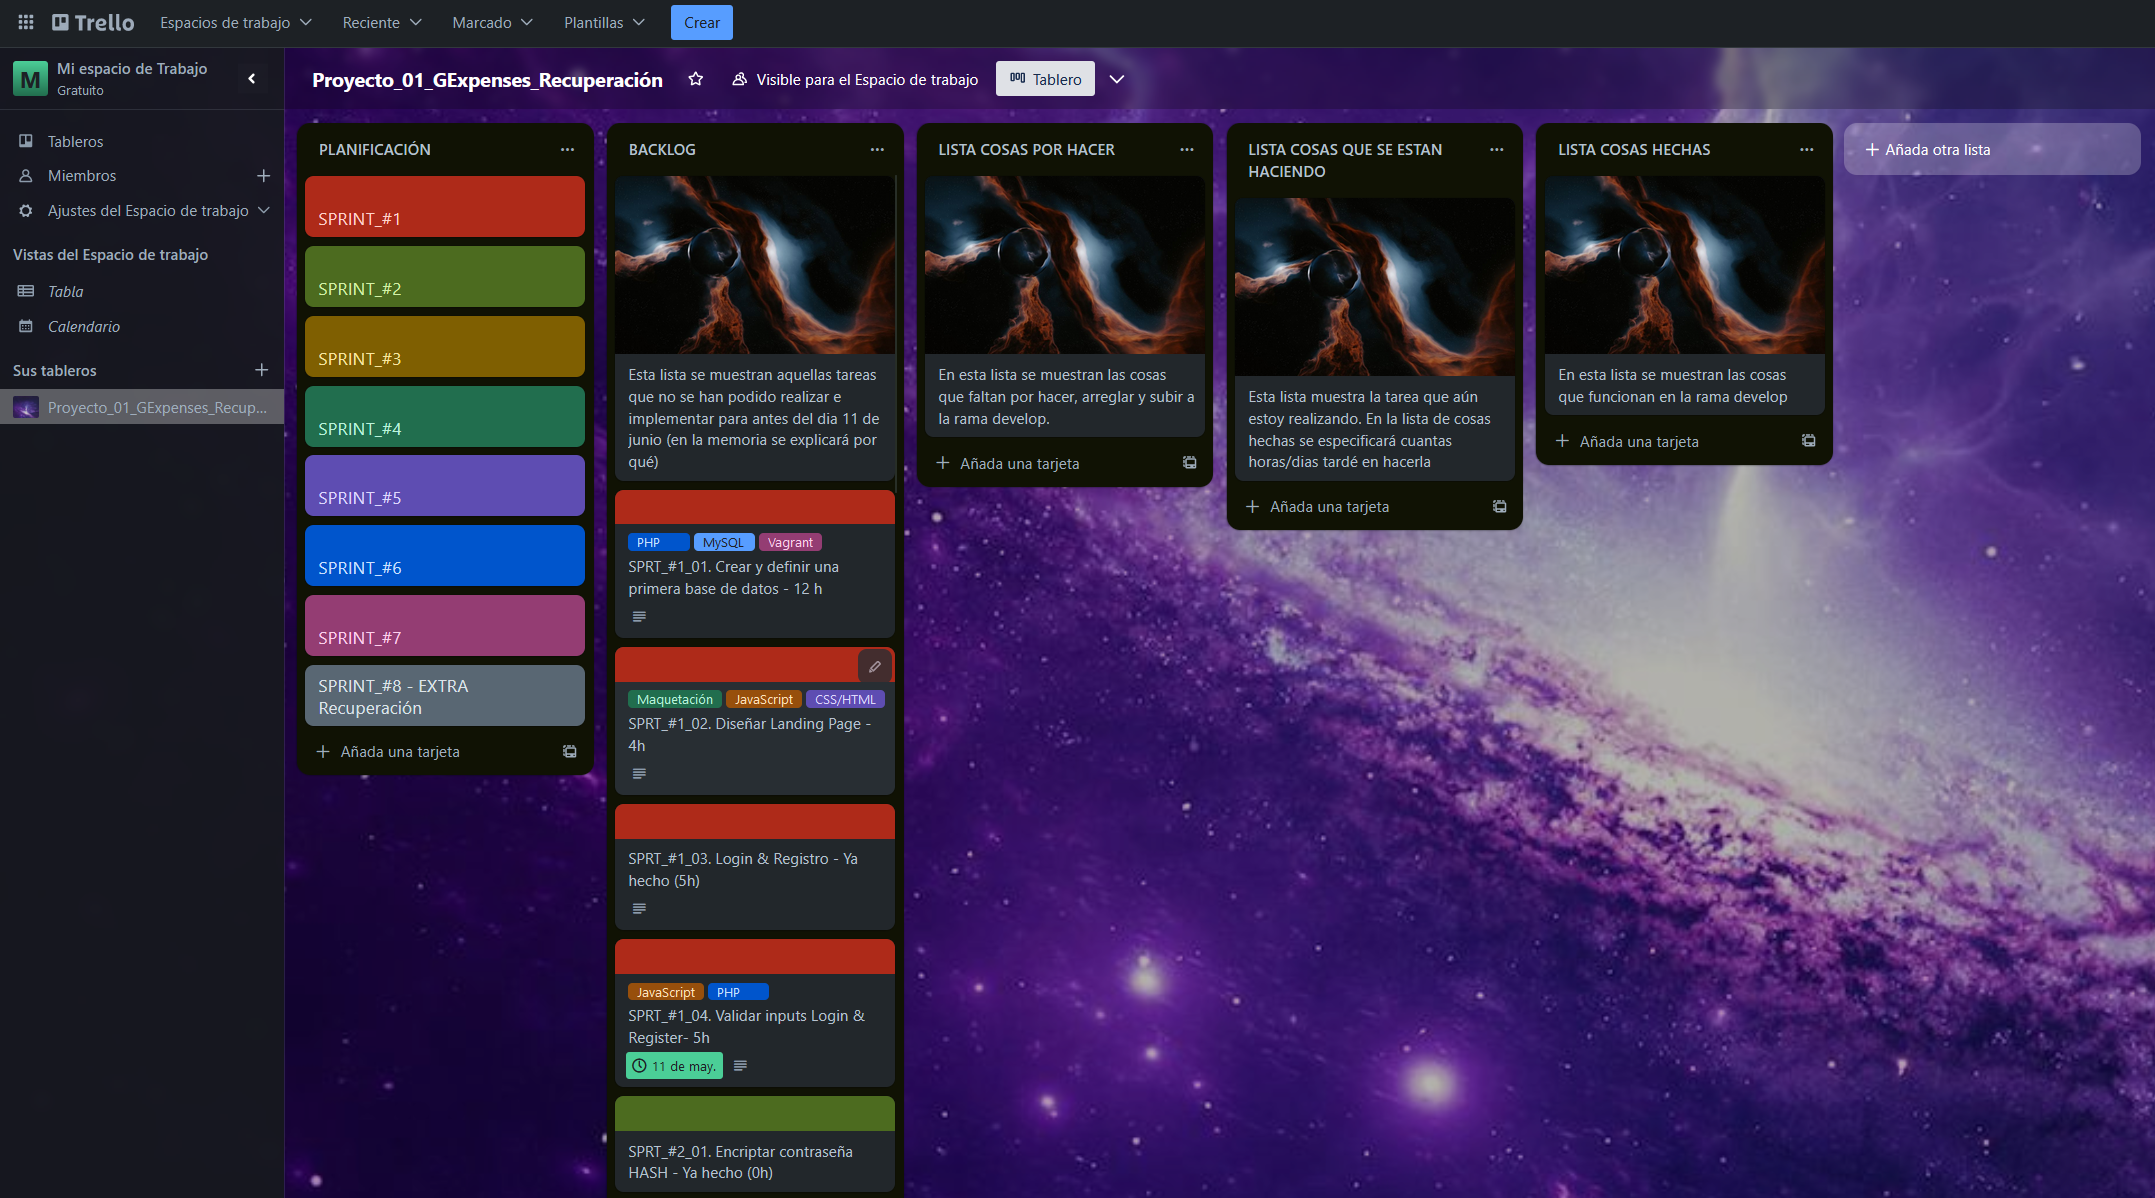 Trello
Espacios de trabajo
Reciente
Marcado
Plantillas
Crear
M
Mi espacio de Trabajo
Gratuito
Proyecto_01_GExpenses_Recuperación
Visible para el Espacio de trabajo
Tablero
Tableros
Miembros
Ajustes del Espacio de trabajo
Vistas del Espacio de trabajo
Tabla
Calendario
Sus tableros
Proyecto_01_GExpenses_Recup...
PLANIFICACIÓN
SPRINT_#1
SPRINT_#2
SPRINT_#3
SPRINT_#4
SPRINT_#5
SPRINT_#6
SPRINT_#7
SPRINT_#8 - EXTRA
Recuperación
Añada una tarjeta
BACKLOG
Esta lista se muestran aquellas tareas
que no se han podido realizar e
implementar para antes del dia 11 de
junio (en la memoria se explicará por
qué)
PHP MySQL Vagrant
SPRT_#1_01. Crear y definir una
primera base de datos - 12 h
Maquetación JavaScript CSS/HTML
SPRT_#1_02. Diseñar Landing Page -
4h
SPRT_#1_03. Login & Registro - Ya
hecho (5h)
JavaScript PHP
SPRT_#1_04. Validar inputs Login &
Register- 5h
11 de may.
SPRT_#2_01. Encriptar contraseña
HASH - Ya hecho (0h)
LISTA COSAS POR HACER
En esta lista se muestran las cosas
que faltan por hacer, arreglar y subir a
la rama develop.
Añada una tarjeta
LISTA COSAS QUE SE ESTAN
HACIENDO
Esta lista muestra la tarea que aún
estoy realizando. En la lista de cosas
hechas se especificará cuantas
horas/dias tardé en hacerla
Añada una tarjeta
LISTA COSAS HECHAS
En esta lista se muestran las cosas
que funcionan en la rama develop
Añada una tarjeta
Añada otra lista